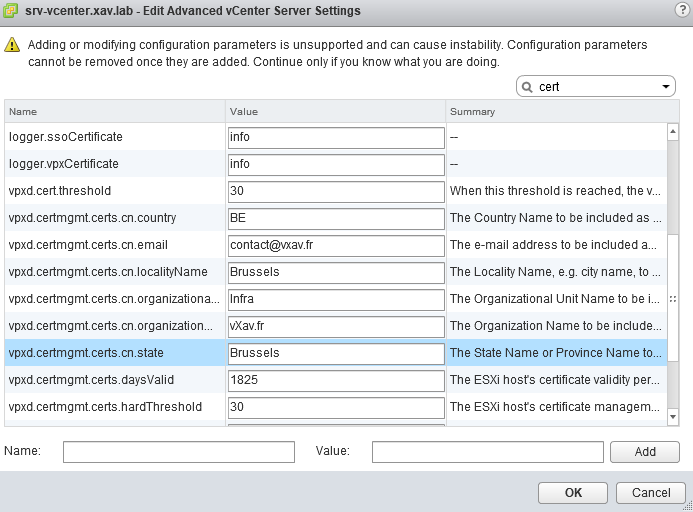 srv-vcenter.xav.lab - Edit Advanced vCenter Server Settings ?
Adding or modifying configuration parameters is unsupported and can cause instability. Configuration parameters
cannot be removed once they are added. Continue only if you know what you are doing.
cert
Name Value Summary
logger.ssoCertificate info --
logger.vpxCertificate info --
vpxd.cert.threshold 30 When this threshold is reached, the v...
vpxd.certmgmt.certs.cn.country BE The Country Name to be included as ...
vpxd.certmgmt.certs.cn.email contact@vxav.fr The e-mail address to be included a...
vpxd.certmgmt.certs.cn.localityName Brussels The Locality Name, e.g. city name, to ...
vpxd.certmgmt.certs.cn.organizationa... Infra The Organizational Unit Name to be i...
vpxd.certmgmt.certs.cn.organization... vXav.fr The Organization Name to be include...
vpxd.certmgmt.certs.cn.state Brussels The State Name or Province Name to...
vpxd.certmgmt.certs.daysValid 1825 The ESXi host's certificate validity per...
vpxd.certmgmt.certs.hardThreshold 30 The ESXi host's certificate managem...
Name: Value: Add
OK Cancel